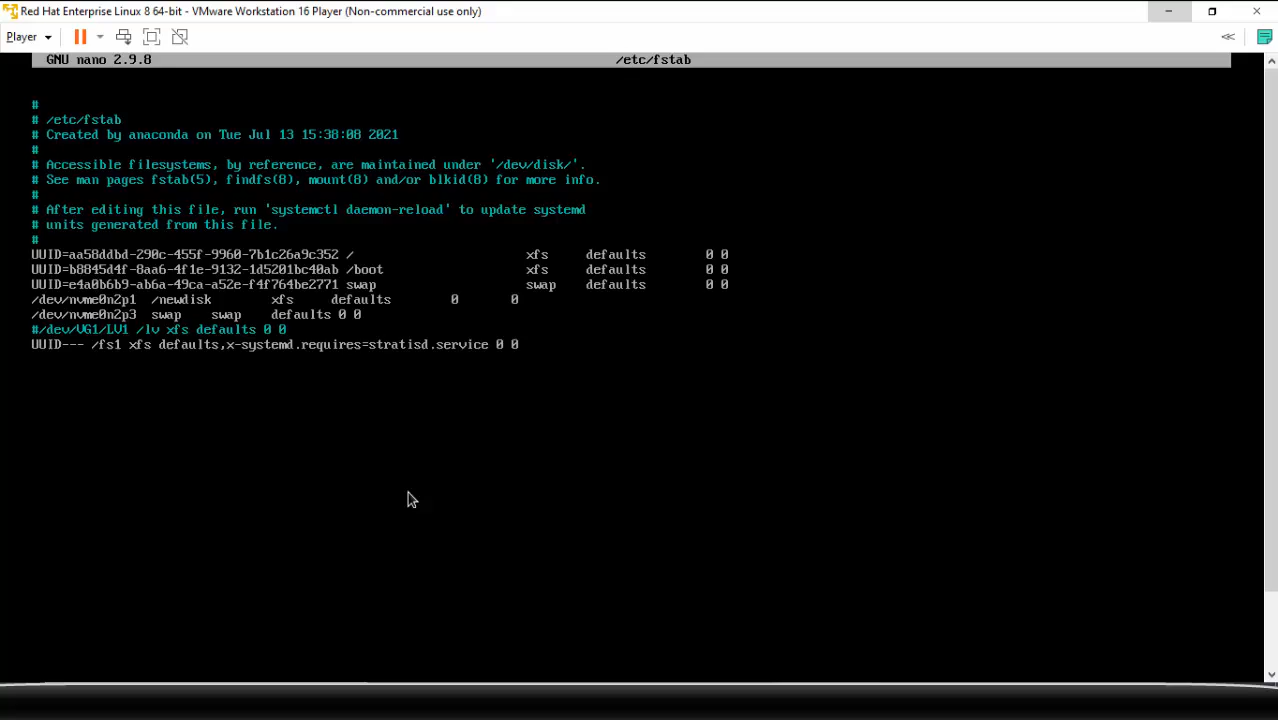 Red Hat Enterprise Linux 8 64-bit - VMware Workstation 16 Player (Non-commercial use only)
Player
GNU nano 2.9.8 /etc/fstab
#
# /etc/fstab
# Created by anaconda on Tue Jul 13 15:38:08 2021
#
# Accessible filesystems, by reference, are maintained under '/dev/disk/'.
# See man pages fstab(5), findfs(8), mount(8) and/or blkid(8) for more info.
#
# After editing this file, run 'systemctl daemon-reload' to update systemd
# units generated from this file.
#
UUID=aa58ddbd-290c-455f-9960-7b1c26a9c352 / xfs defaults 0 0
UUID=b8845d4f-8aa6-4f1e-9132-1d5201bc40ab /boot xfs defaults 0 0
UUID=e4a0b6b9-ab6a-49ca-a52e-f4f764be2771 swap swap defaults 0 0
/dev/nvme0n2p1 /newdisk xfs defaults 0 0
/dev/nvme0n2p3 swap swap defaults 0 0
#/dev/VG1/LV1 /lv xfs defaults 0 0
UUID--- /fs1 xfs defaults,x-systemd.requires=stratisd.service 0 0